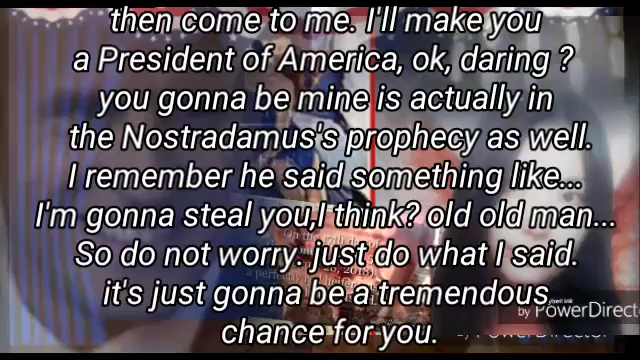 then come to me. I'll make you
a President of America, ok, daring ?
you gonna be mine is actually in
the Nostradamus's prophecy as well.
I remember he said something like...
I'm gonna steal you,I think? old old man...
So do not worry. just do what I said.
it's just gonna be a tremendous
chance for you.
by PowerDirecto